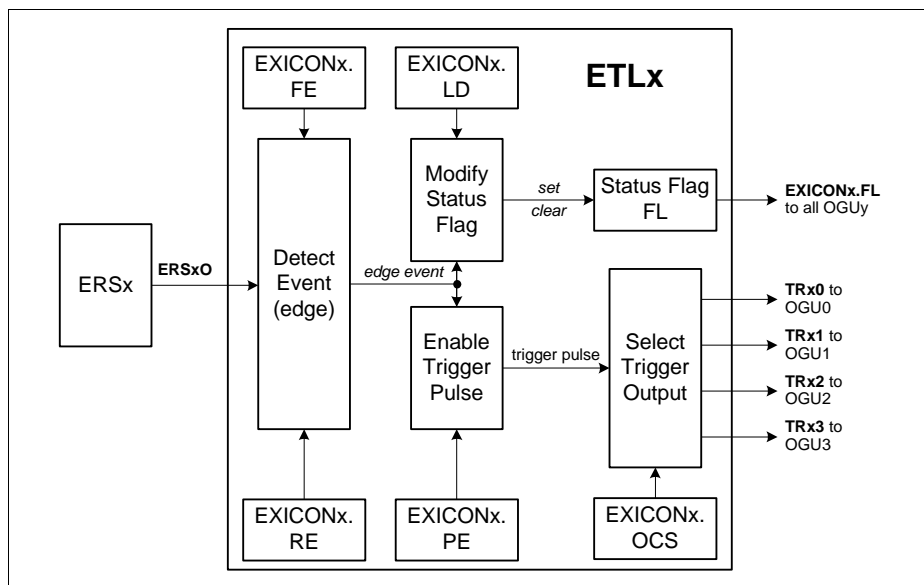 EXICONx.
FE
EXICONx.
LD
ETLx
Modify
Status
Flag
set
clear
Status Flag
FL
EXICONx.FL
to all OGUy
ERSx
ERSxO
Detect
Event
(edge)
edge event
Enable
Trigger
Pulse
trigger pulse
Select
Trigger
Output
TRx0 to
OGU0
TRx1 to
OGU1
TRx2 to
OGU2
TRx3 to
OGU3
EXICONx.
RE
EXICONx.
PE
EXICONx.
OCS